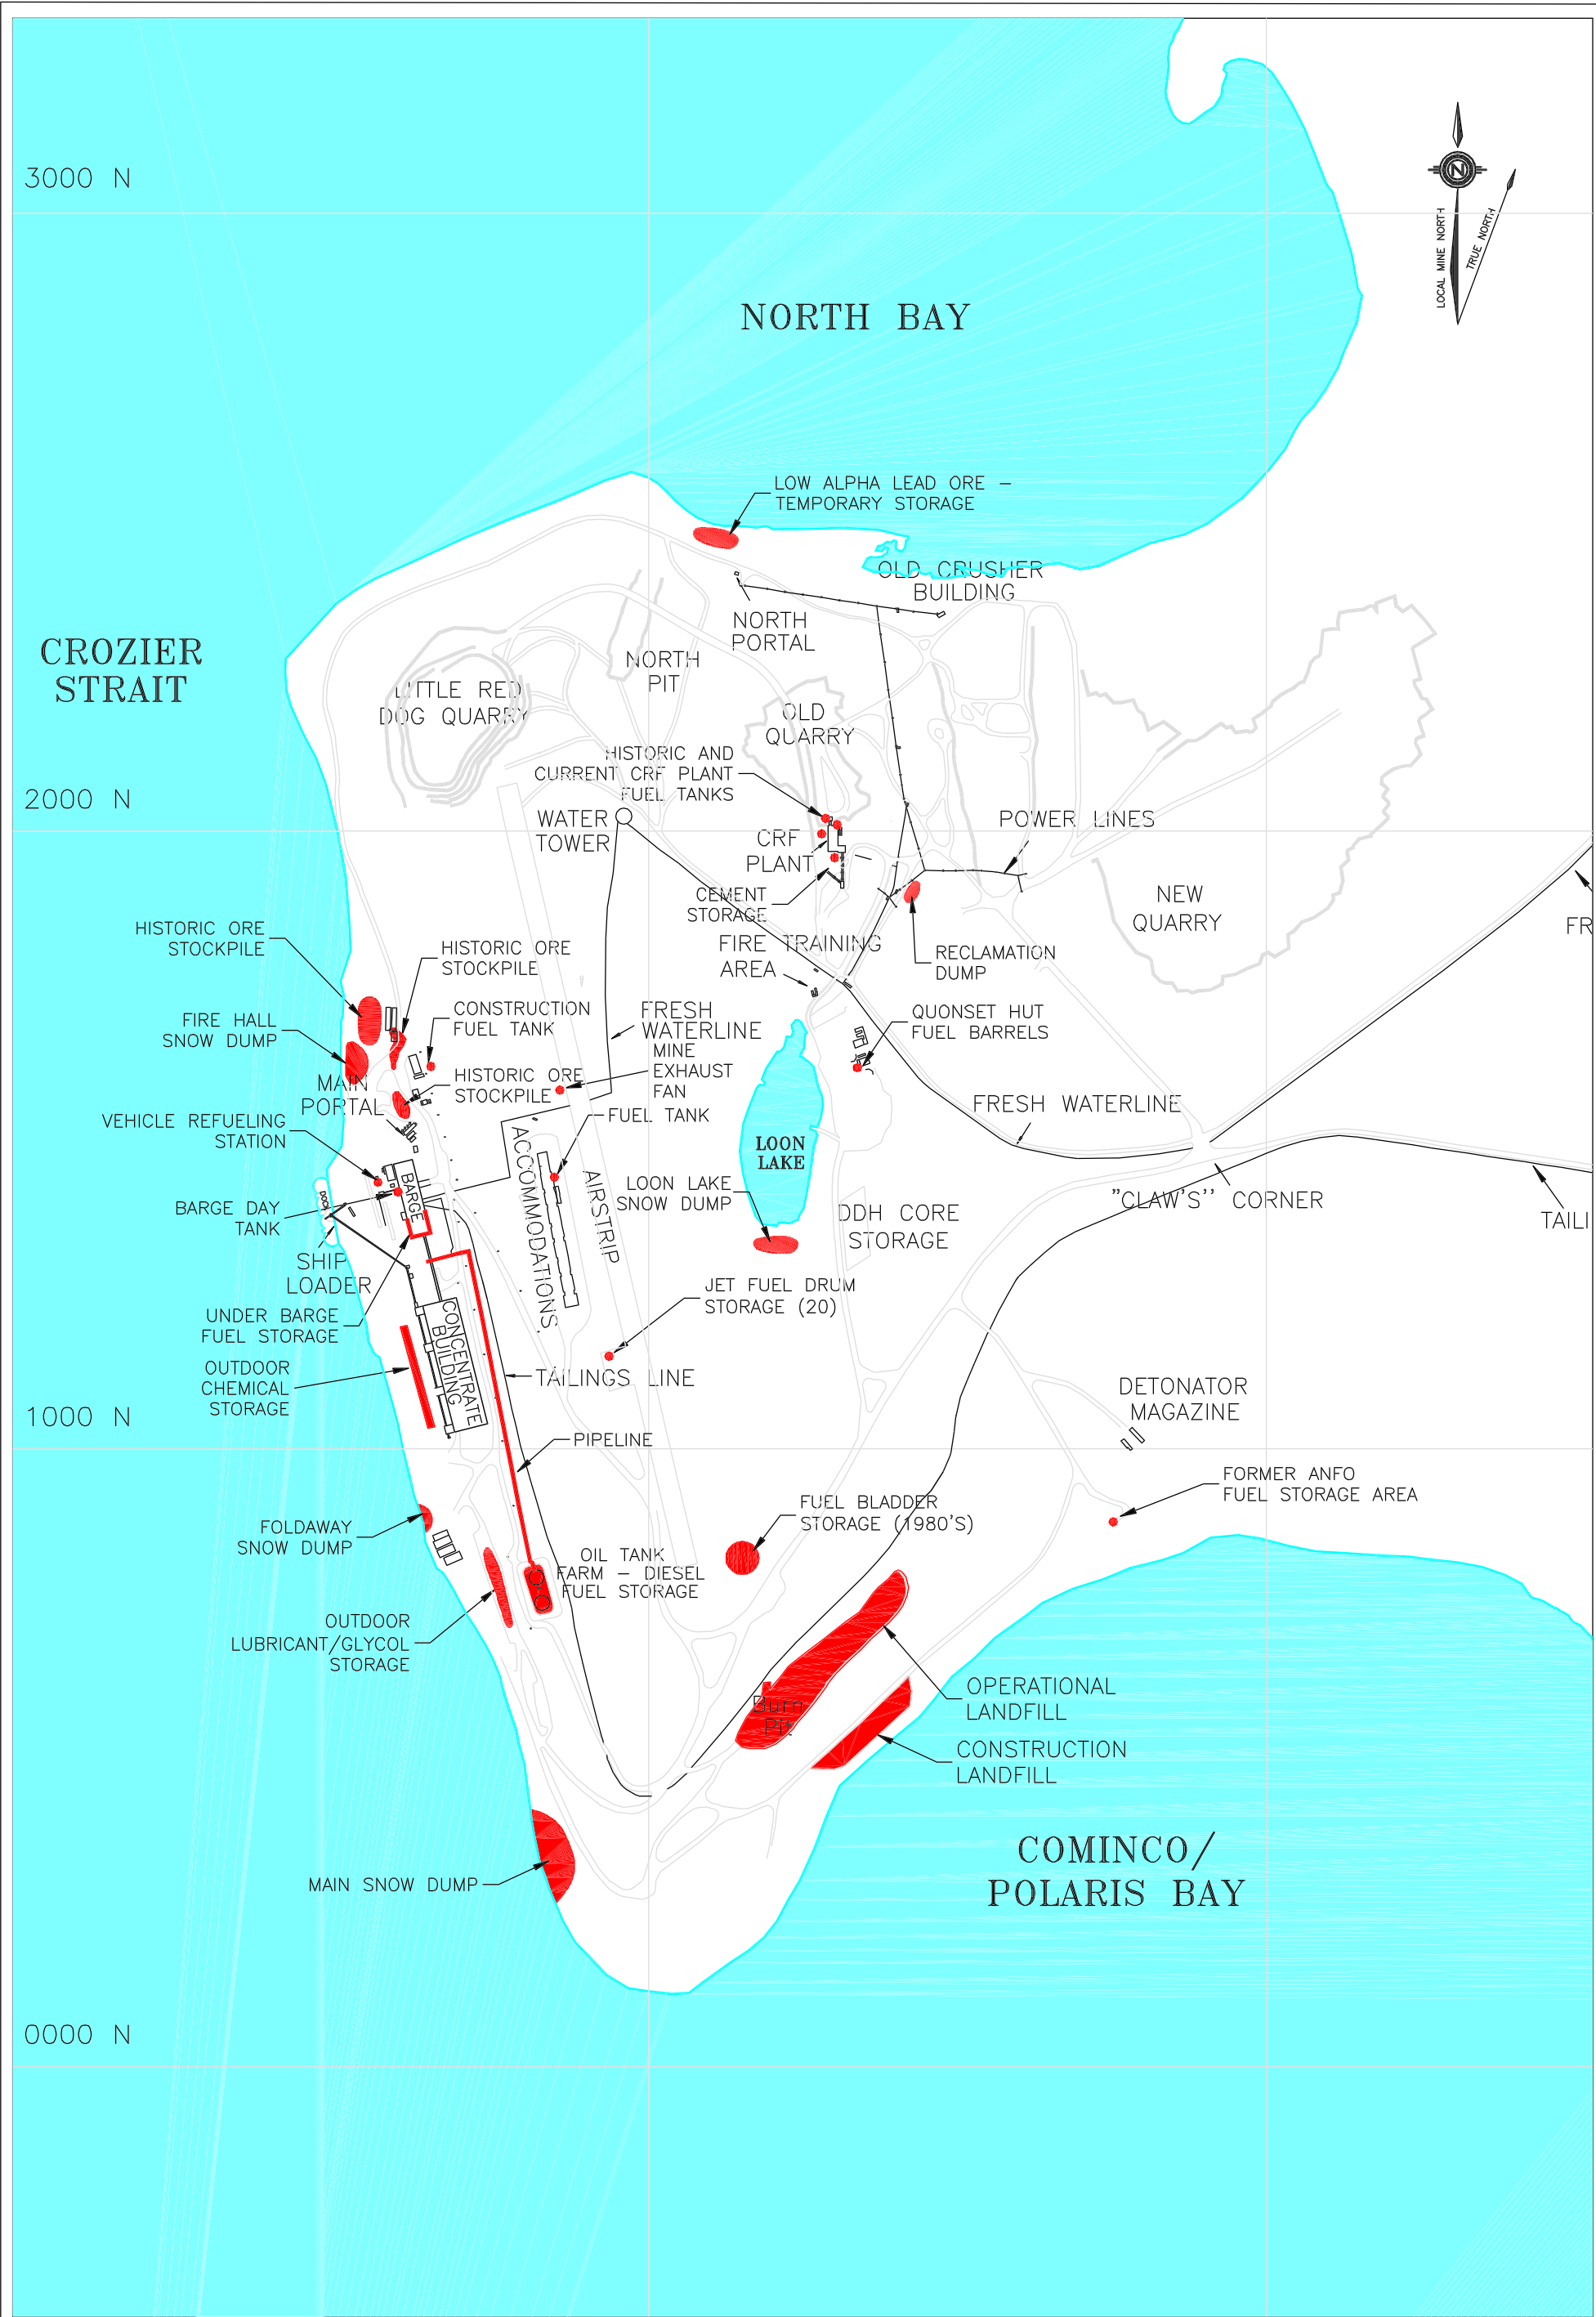 3000 N
N
LOCAL MINE NORTH
TRUE NORTH
NORTH BAY
LOW ALPHA LEAD ORE –
TEMPORARY STORAGE
OLD CRUSHER
BUILDING
NORTH
PORTAL
CROZIER
STRAIT
NORTH
PIT
LITTLE RED
DOG QUARRY
OLD
QUARRY
HISTORIC AND
CURRENT CRF PLANT
FUEL TANKS
2000 N
WATER
TOWER
POWER LINES
CRF
PLANT
CEMENT
STORAGE
NEW
QUARRY
FR
HISTORIC ORE
STOCKPILE
HISTORIC ORE
STOCKPILE
FIRE TRAINING
AREA
RECLAMATION
DUMP
FIRE HALL
SNOW DUMP
CONSTRUCTION
FUEL TANK
FRESH
WATERLINE
QUONSET HUT
FUEL BARRELS
MINE
EXHAUST
FAN
MAIN
PORTAL
HISTORIC ORE
STOCKPILE
FUEL TANK
FRESH WATERLINE
VEHICLE REFUELING
STATION
ACCOMMODATIONS
AIRSTRIP
LOON
LAKE
BARGE
DOCK
BARGE DAY
TANK
LOON LAKE
SNOW DUMP
DDH CORE
STORAGE
"CLAW'S'' CORNER
TAILI
SHIP
LOADER
UNDER BARGE
FUEL STORAGE
JET FUEL DRUM
STORAGE (20)
CONCENTRATE
BUILDING
OUTDOOR
CHEMICAL
STORAGE
TAILINGS LINE
DETONATOR
MAGAZINE
1000 N
PIPELINE
FORMER ANFO
FUEL STORAGE AREA
FUEL BLADDER
STORAGE (1980'S)
FOLDAWAY
SNOW DUMP
OIL TANK
FARM – DIESEL
FUEL STORAGE
OUTDOOR
LUBRICANT/GLYCOL
STORAGE
OPERATIONAL
LANDFILL
Burn
Pit
CONSTRUCTION
LANDFILL
COMINCO/
POLARIS BAY
MAIN SNOW DUMP
0000 N